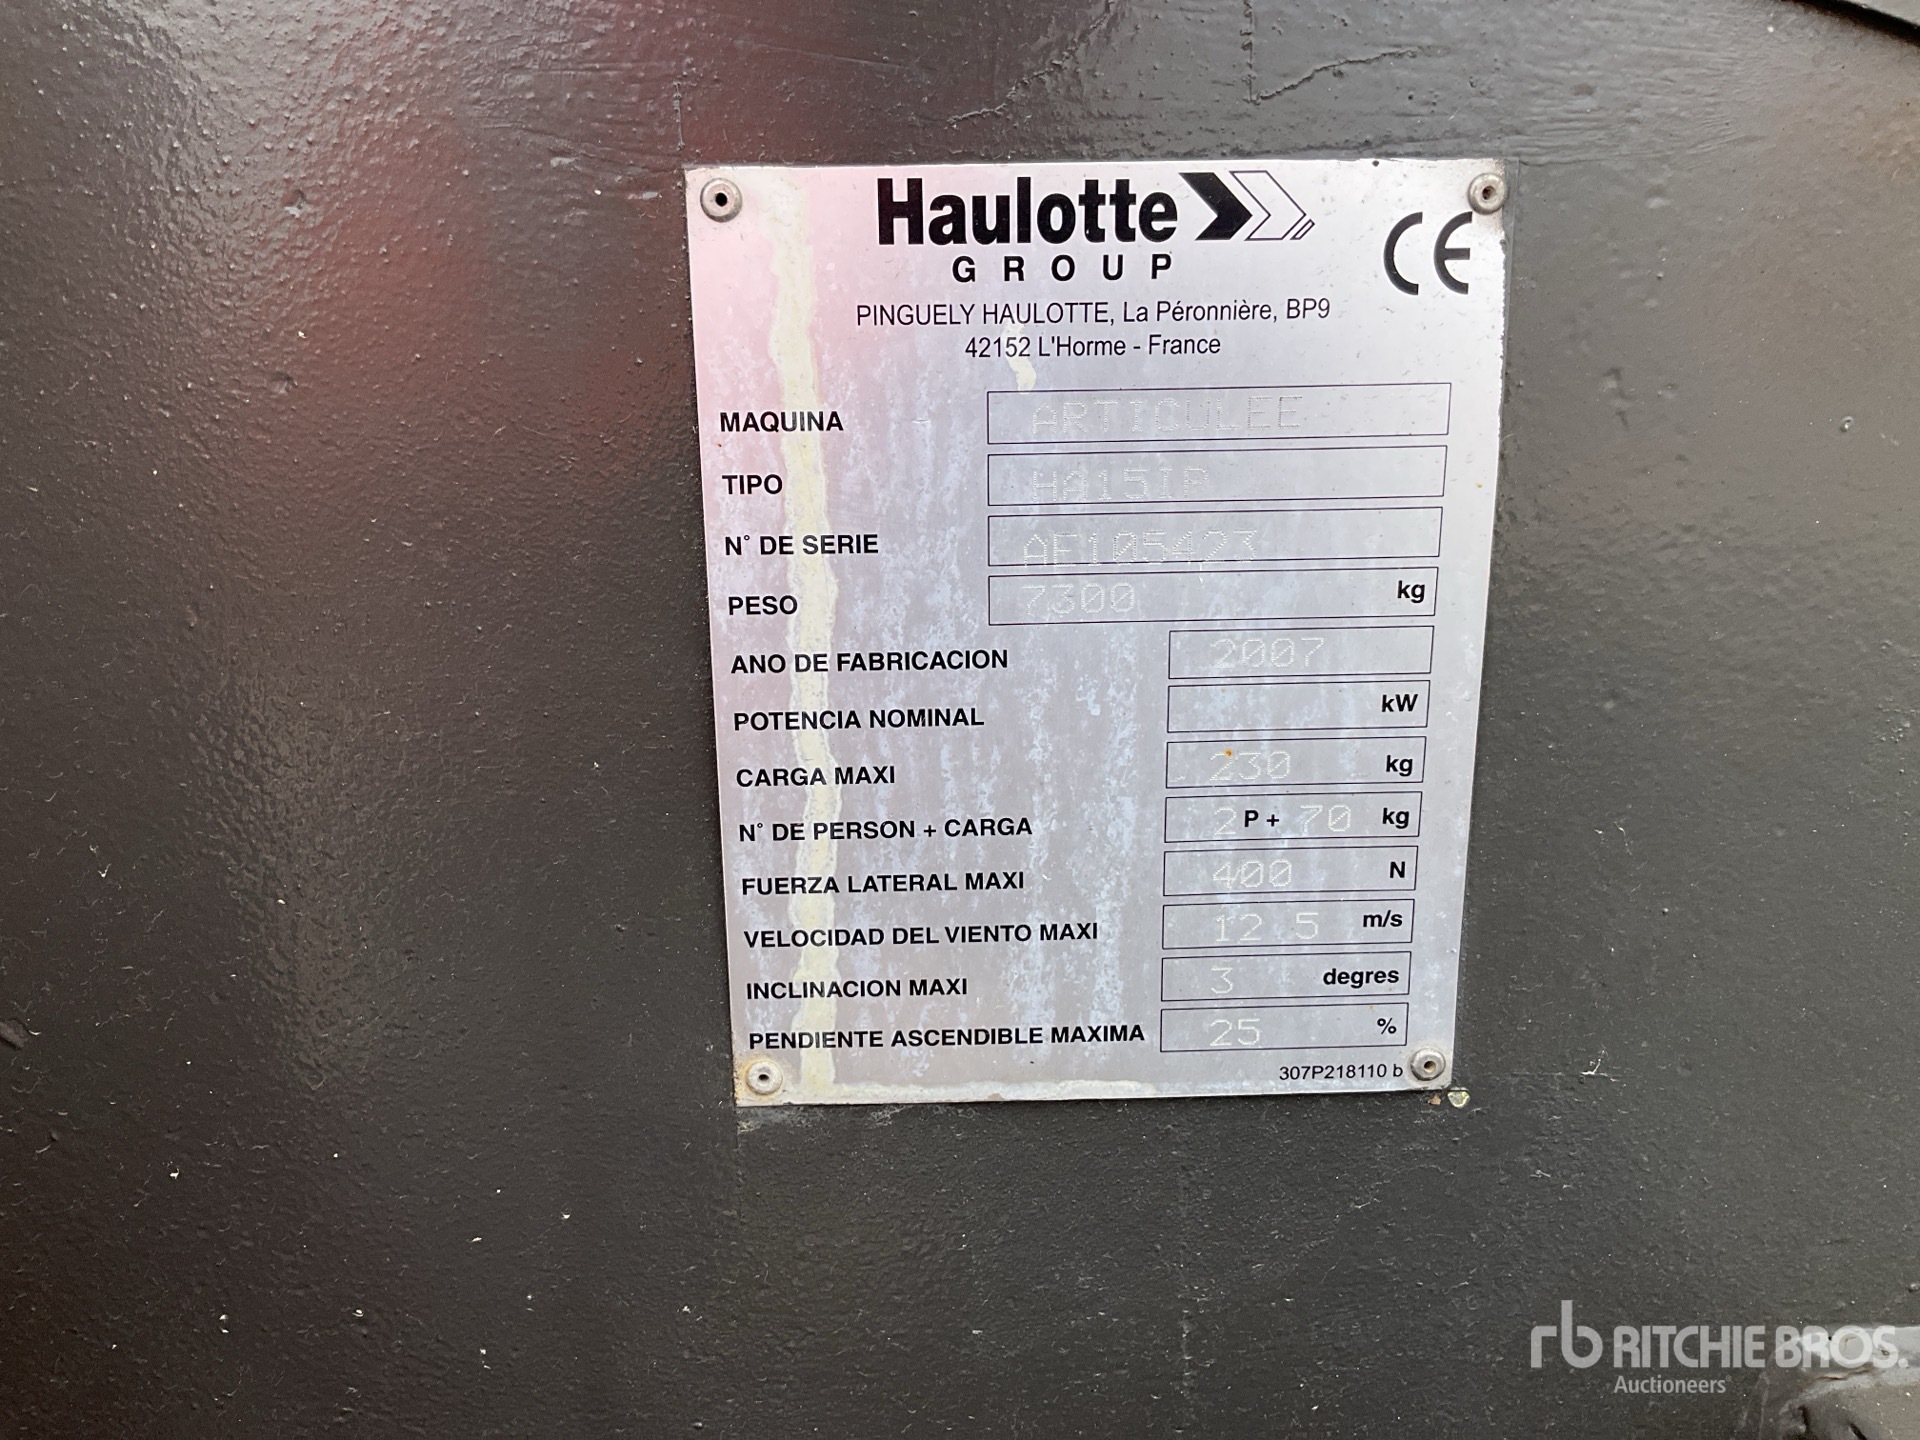 Haulotte
GROUP
CE
PINGUELY HAULOTTE, La Péronnière, BP9
42152 L'Horme - France
MAQUINA ARTICULEE
TIPO HA15IP
N° DE SERIE AE105423
PESO 7300 kg
ANO DE FABRICACION 2007
POTENCIA NOMINAL kW
CARGA MAXI 230 kg
N° DE PERSON + CARGA 2 P + 70 kg
FUERZA LATERAL MAXI 400 N
VELOCIDAD DEL VIENTO MAXI 12 5 m/s
INCLINACION MAXI 3 degres
PENDIENTE ASCENDIBLE MAXIMA 25 %
307P218110 b
rb RITCHIE BROS.
Auctioneers